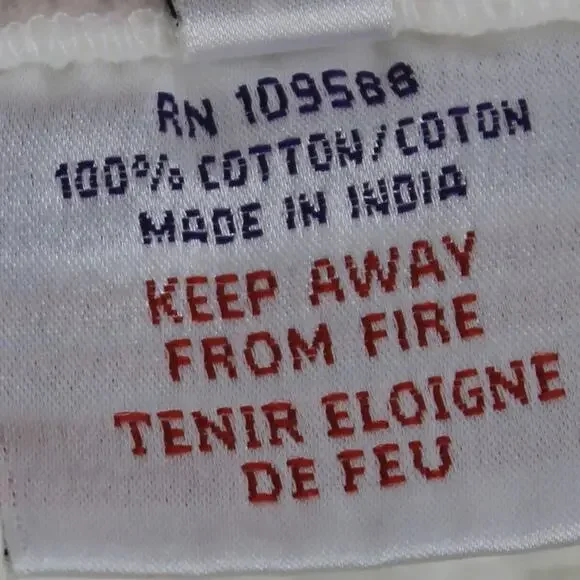 RN 109588
100% COTTON/COTON
MADE IN INDIA
KEEP AWAY
FROM FIRE
TENIR ELOIGNE
DE FEU